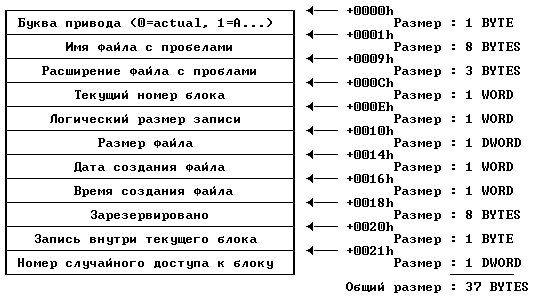 +0000h
Буква привода (0=actual, 1=A...) Размер : 1 BYTE
+0001h
Имя файла с пробелами Размер : 8 BYTES
+0009h
Расширение файла с проблами Размер : 3 BYTES
+000Ch
Текущий номер блока Размер : 1 WORD
+000Eh
Логический размер записи Размер : 1 WORD
+0010h
Размер файла Размер : 1 DWORD
+0014h
Дата создания файла Размер : 1 WORD
+0016h
Время создания файла Размер : 1 WORD
+0018h
Зарезервировано Размер : 8 BYTES
+0020h
Запись внутри текущего блока Размер : 1 BYTE
+0021h
Номер случайного доступа к блоку Размер : 1 DWORD
Общий размер : 37 BYTES